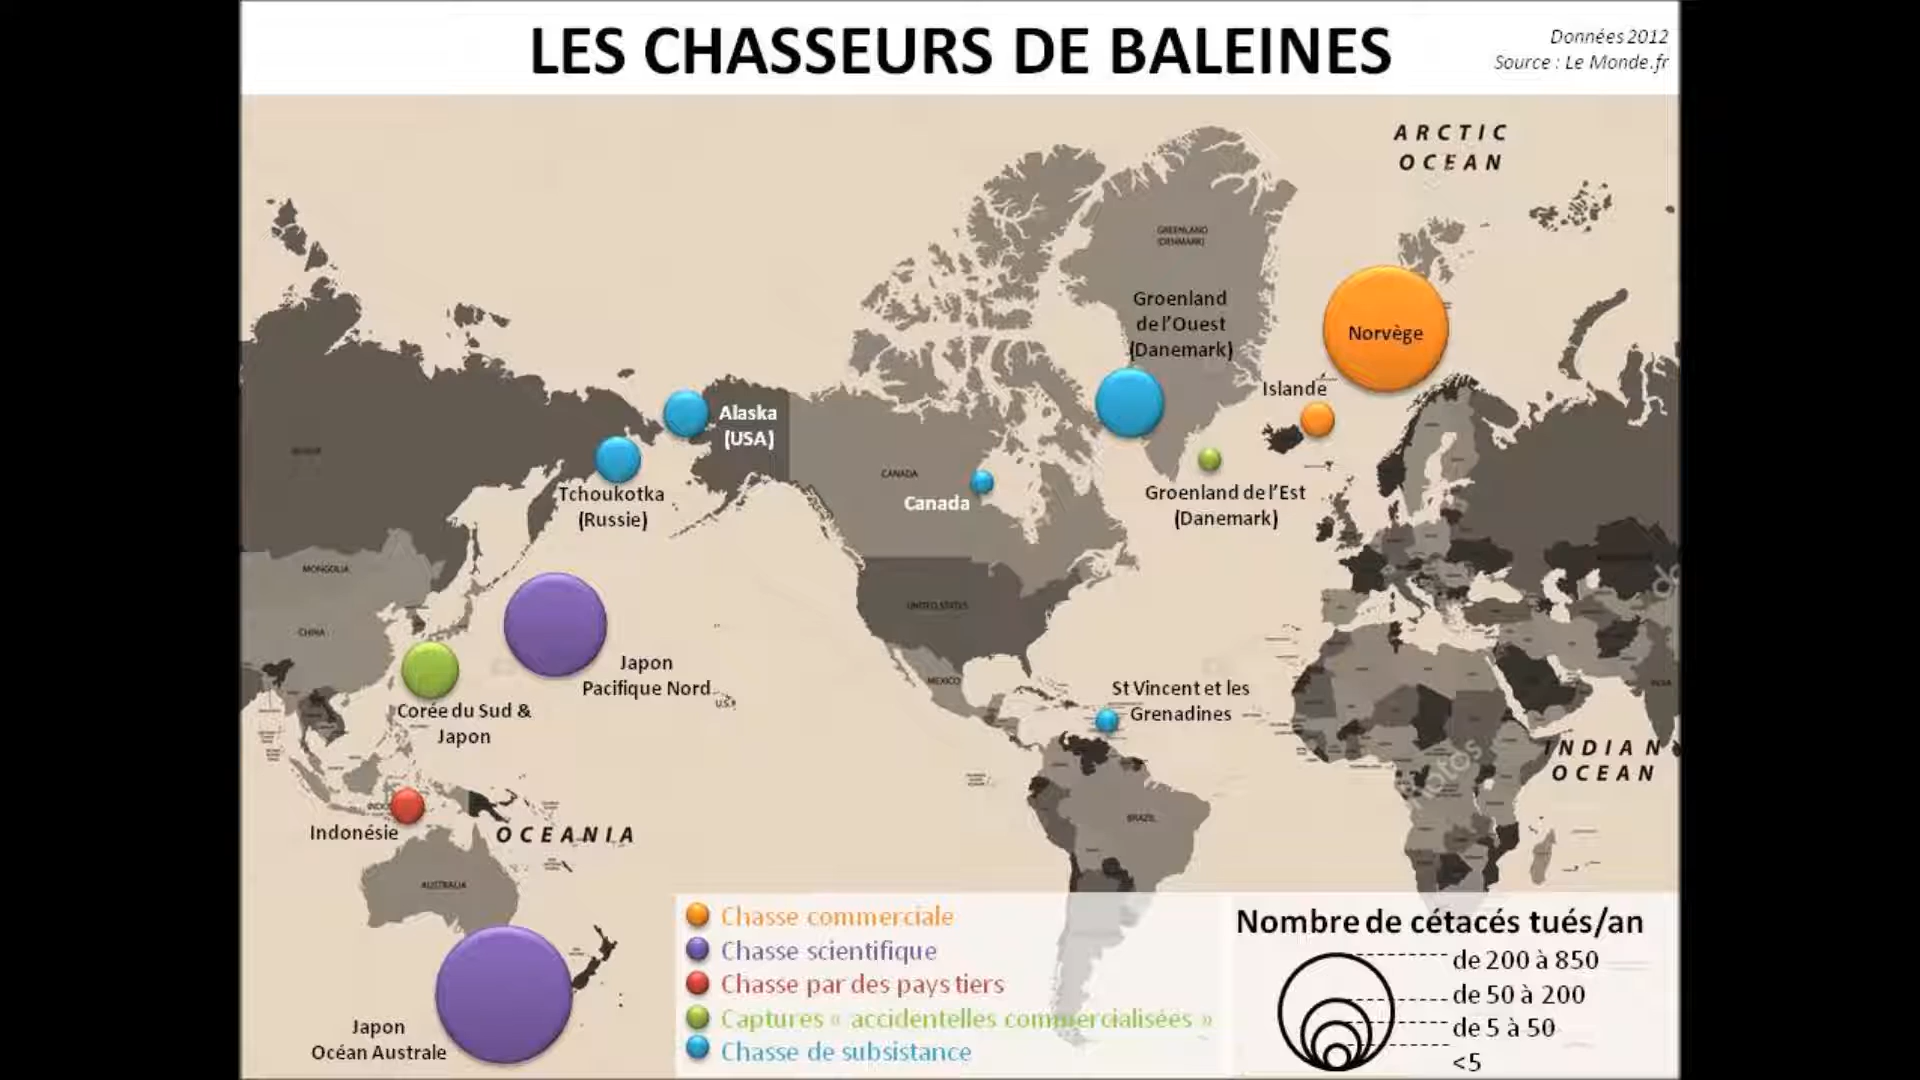 LES CHASSEURS DE BALEINES
Données 2012
Source : Le Monde.fr
ARCTIC
OCEAN
GREENLAND
(DENMARK)
Groenland
de l'Ouest
(Danemark)
Norvège
Islande
Alaska
(USA)
CANADA
Canada
Tchoukotka
(Russie)
Groenland de l'Est
(Danemark)
MONGOLIA
CHINA
UNITED STATES
MEXICO
Japon
Pacifique Nord
Corée du Sud &
Japon
St Vincent et les
Grenadines
INDIAN
OCEAN
Indonésie
OCEANIA
BRAZIL
AUSTRALIA
Japon
Océan Australe
Chasse commerciale
Chasse scientifique
Chasse par des pays tiers
Captures « accidentelles commercialisées »
Chasse de subsistance
Nombre de cétacés tués/an
de 200 à 850
de 50 à 200
de 5 à 50
<5